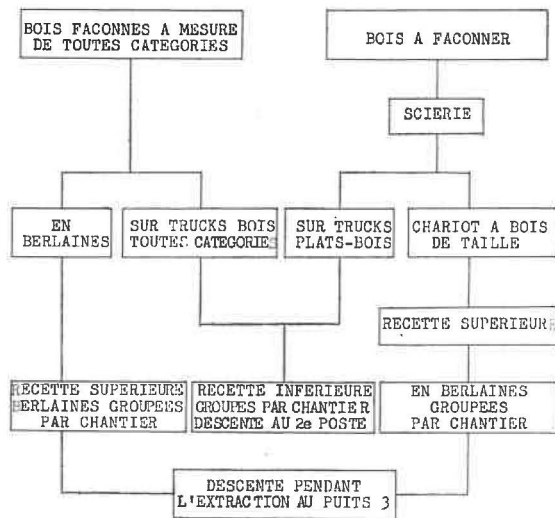 BOIS FACONNES A MESURE
DE TOUTES CATEGORIES
BOIS A FACONNER
SCIERIE
EN
BERLAINES
SUR TRUCKS BOIS
TOUTES CATEGORIES
SUR TRUCKS
PLATS-BOIS
CHARIOT A BOIS
DE TAILLE
RECETTE SUPERIEURE
RECETTE SUPERIEURE
BERLAINES GROUPEES
PAR CHANTIER
RECETTE INFERIEURE
GROUPES PAR CHANTIER
DESCENTE AU 2e POSTE
EN BERLAINES
GROUPEES
PAR CHANTIER
DESCENTE PENDANT
L'EXTRACTION AU PUITS 3